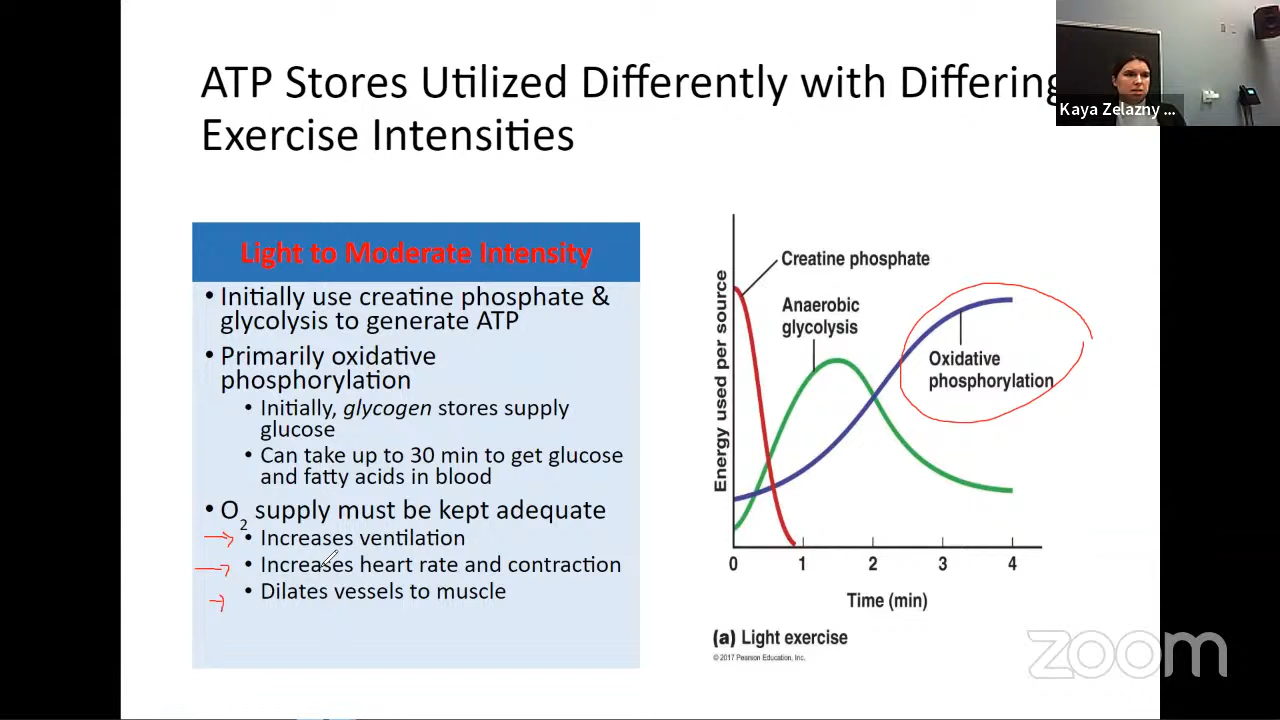 ATP Stores Utilized Differently with Differing
Exercise Intensities
Kaya Zelazny ...
Light to Moderate Intensity
• Initially use creatine phosphate &
glycolysis to generate ATP
• Primarily oxidative
phosphorylation
• Initially, glycogen stores supply
glucose
• Can take up to 30 min to get glucose
and fatty acids in blood
• O2 supply must be kept adequate
• Increases ventilation
• Increases heart rate and contraction
• Dilates vessels to muscle
Energy used per source
Creatine phosphate
Anaerobic
glycolysis
Oxidative
phosphorylation
0 1 2 3 4
Time (min)
(a) Light exercise
© 2017 Pearson Education, Inc.
zoom